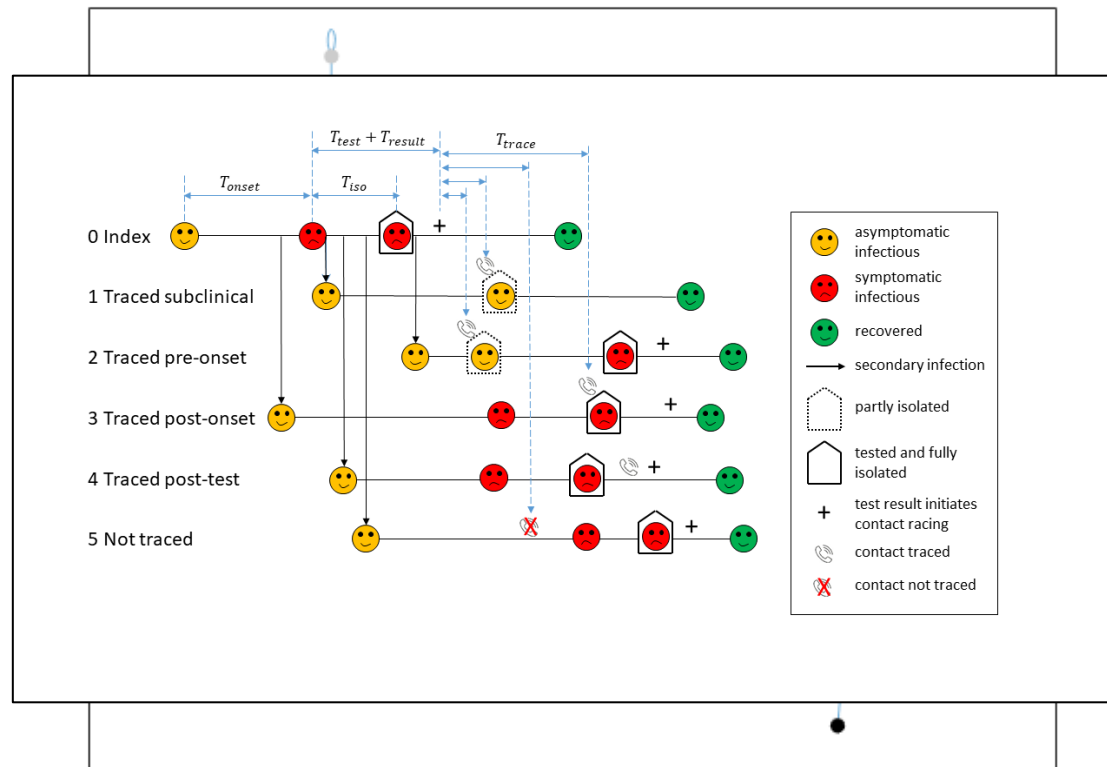 T_test + T_result
T_trace
T_onset
T_iso
0 Index
+
1 Traced subclinical
2 Traced pre-onset
+
3 Traced post-onset
+
4 Traced post-test
+
5 Not traced
+
asymptomatic
infectious
symptomatic
infectious
recovered
secondary infection
partly isolated
tested and fully
isolated
+
test result initiates
contact racing
contact traced
contact not traced